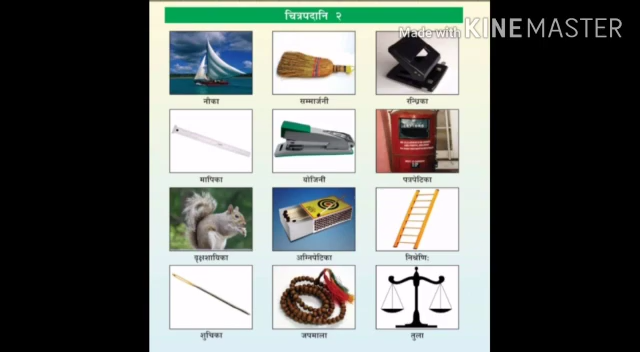 चित्रपदानि २
Made with KINEMASTER
नौका
सम्मार्जनी
रन्ध्रिका
मापिका
योजिनी
पत्रपेटिका
वृक्षशायिका
अग्निपेटिका
निश्रेणिः
शुचिका
जपमाला
तुला